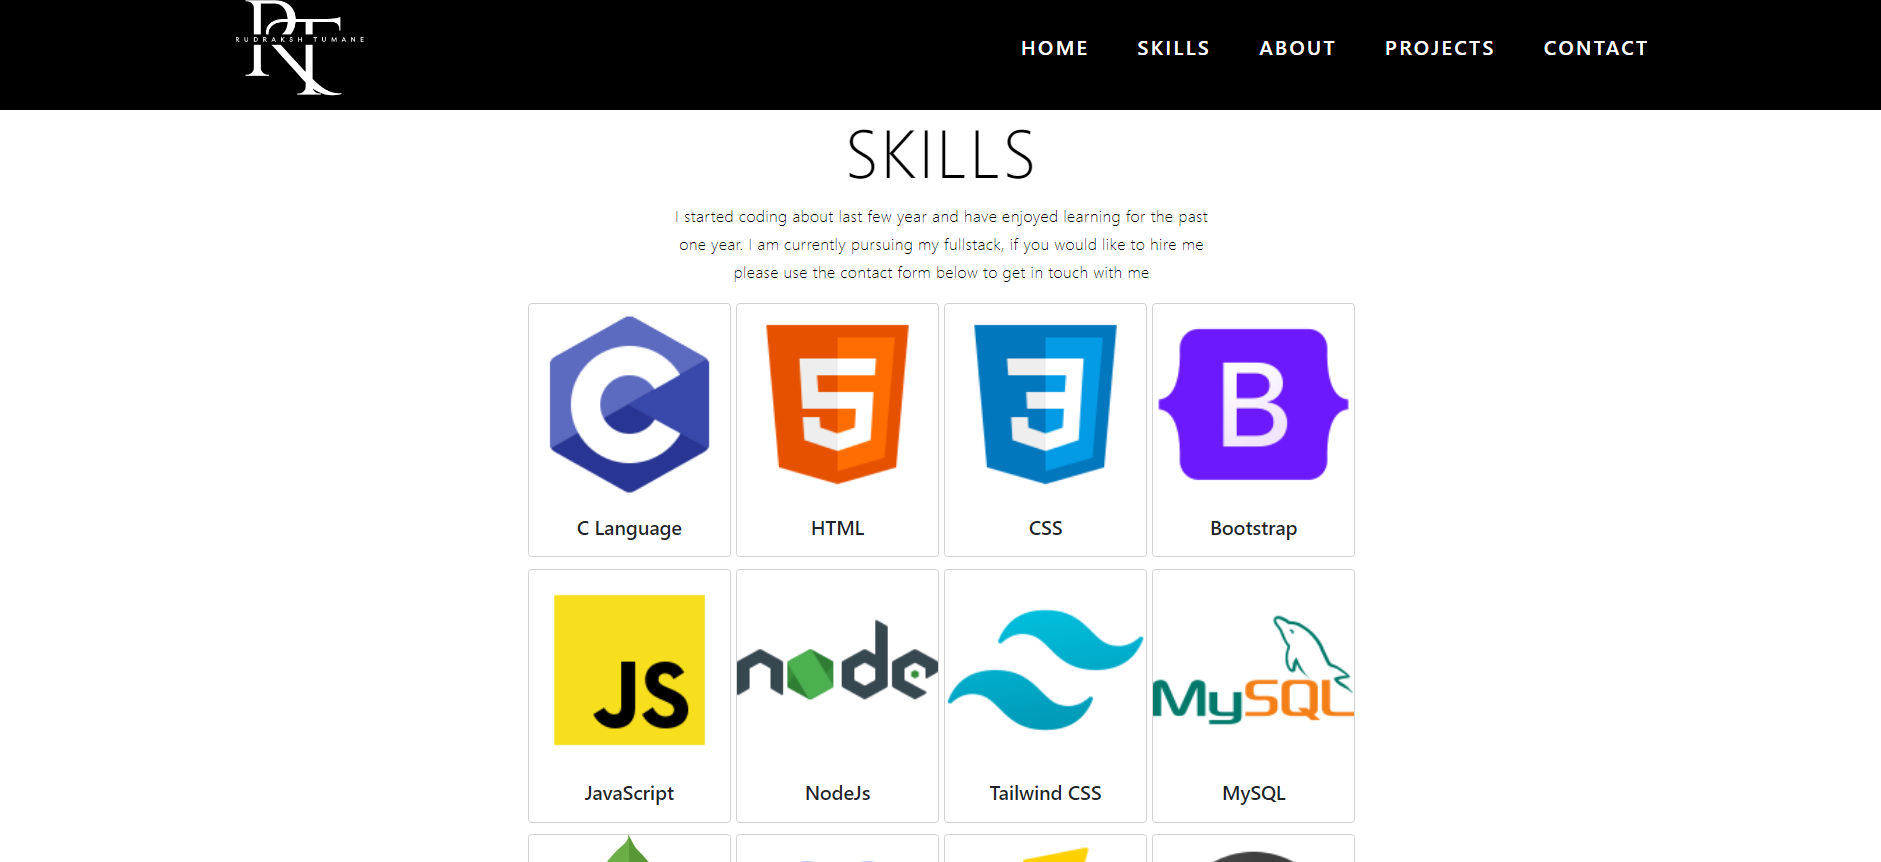 RT
RUDRAKSH TUMANE
HOME SKILLS ABOUT PROJECTS CONTACT
SKILLS
I started coding about last few year and have enjoyed learning for the past
one year. I am currently pursuing my fullstack, if you would like to hire me
please use the contact form below to get in touch with me
C 5 3 B
C Language HTML CSS Bootstrap
JS node MySQL
JavaScript NodeJs Tailwind CSS MySQL